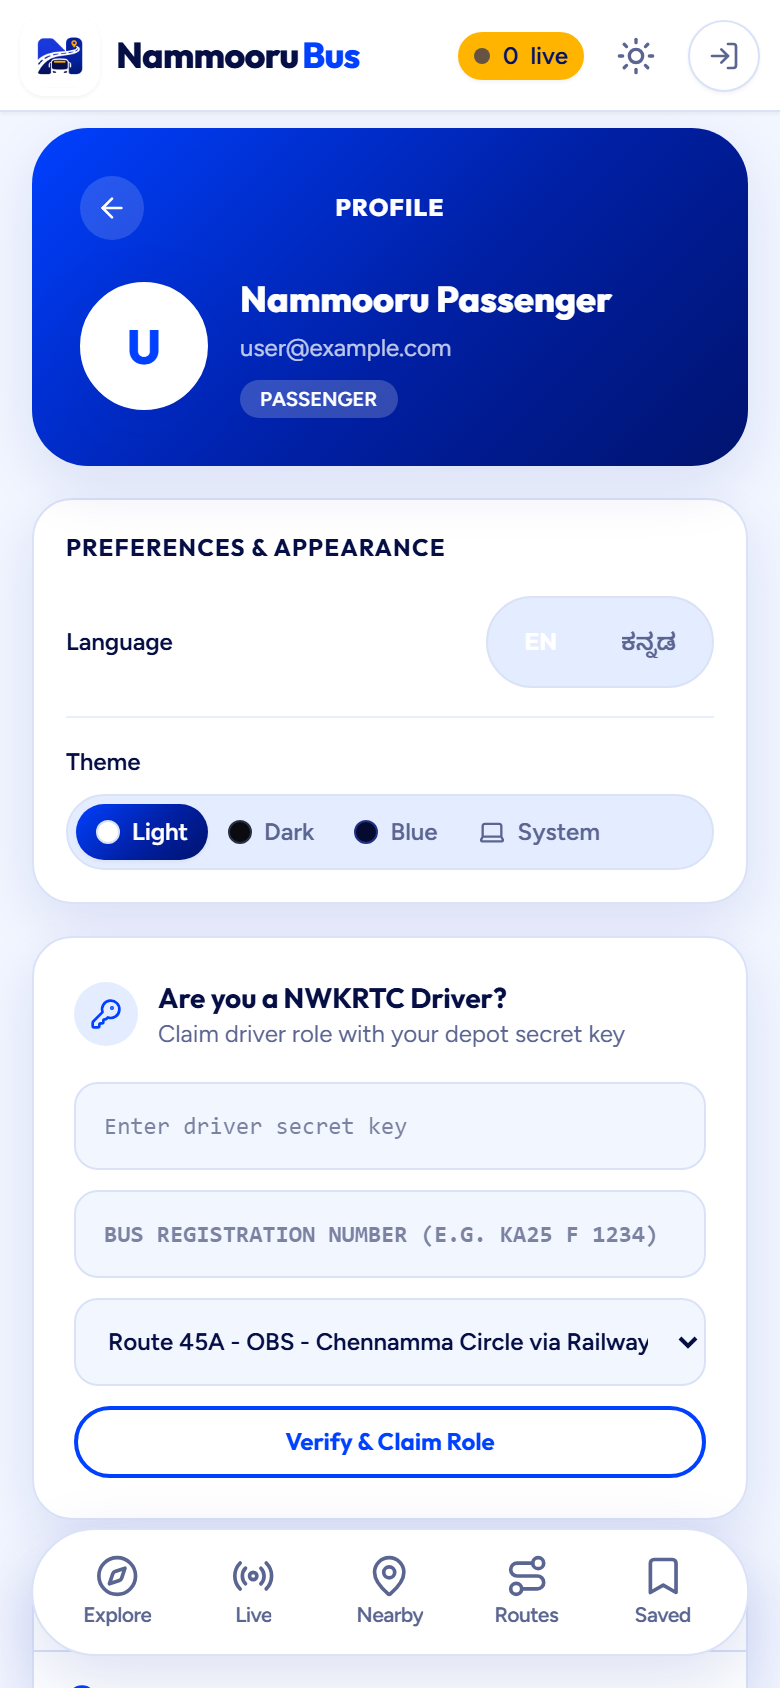 Nammooru Bus
0 live
PROFILE
U
Nammooru Passenger
user@example.com
PASSENGER
PREFERENCES & APPEARANCE
Language
EN
ಕನ್ನಡ
Theme
Light
Dark
Blue
System
Are you a NWKRTC Driver?
Claim driver role with your depot secret key
Enter driver secret key
BUS REGISTRATION NUMBER (E.G. KA25 F 1234)
Route 45A - OBS - Chennamma Circle via Railway
Verify & Claim Role
Explore
Live
Nearby
Routes
Saved